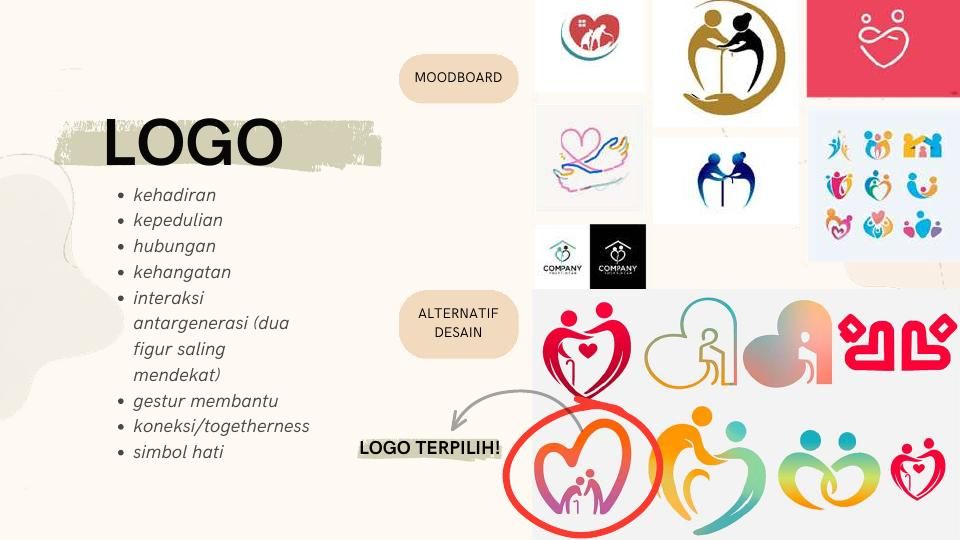 MOODBOARD
LOGO
kehadiran
kepedulian
hubungan
kehangatan
interaksi
antargenerasi (dua
figur saling
mendekat)
gestur membantu
koneksi/togetherness
simbol hati
COMPANY
COMPANY
ALTERNATIF
DESAIN
LOGO TERPILIH!